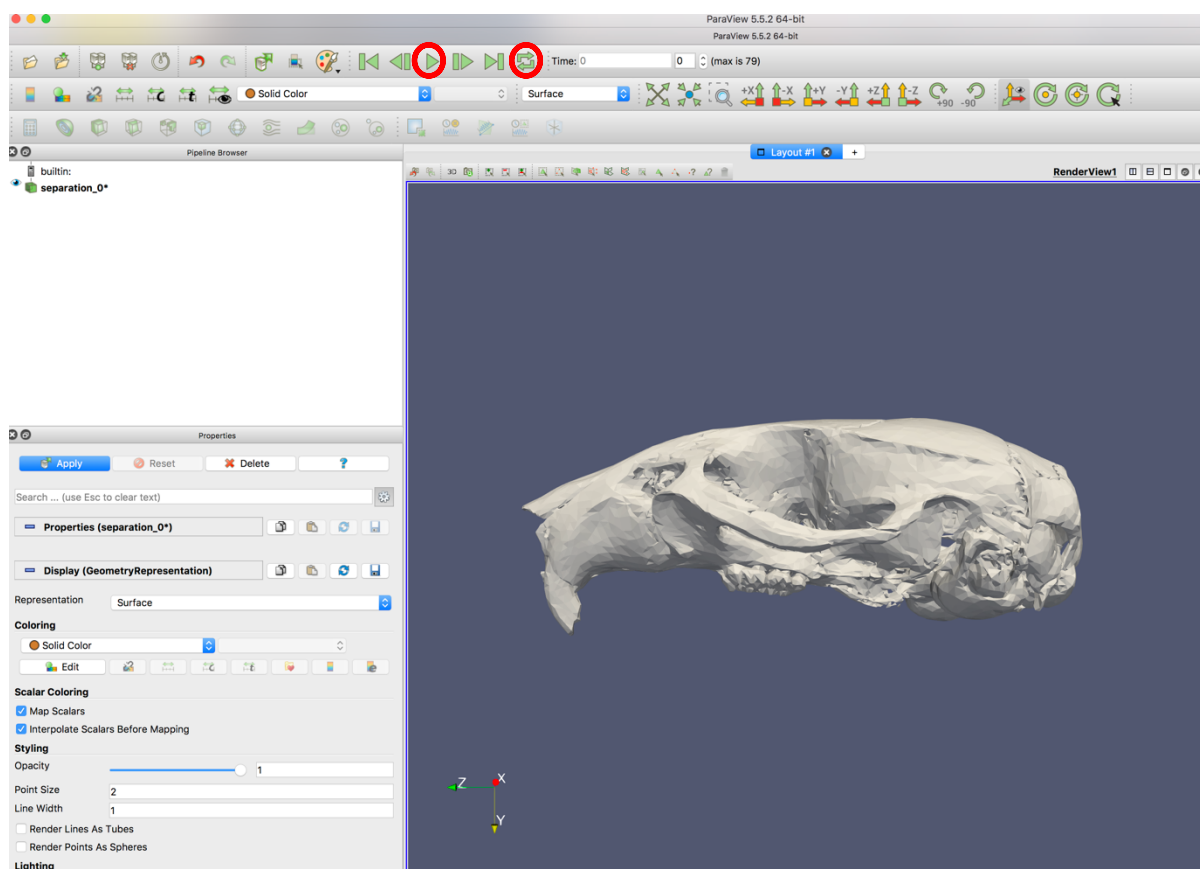 ParaView 5.5.2 64-bit
ParaView 5.5.2 64-bit
Time: 0 0 (max is 79)
Solid Color Surface +X -X +Y -Y +Z -Z +90 -90
Pipeline Browser
Layout #1 +
builtin:
separation_0*
3D RenderView1
Properties
Apply Reset Delete ?
Search ... (use Esc to clear text)
Properties (separation_0*)
Display (GeometryRepresentation)
Representation Surface
Coloring
Solid Color
Edit
Scalar Coloring
Map Scalars
Interpolate Scalars Before Mapping
Styling
Opacity 1
Point Size 2
Line Width 1
Render Lines As Tubes
Render Points As Spheres
Lighting
Z X
Y